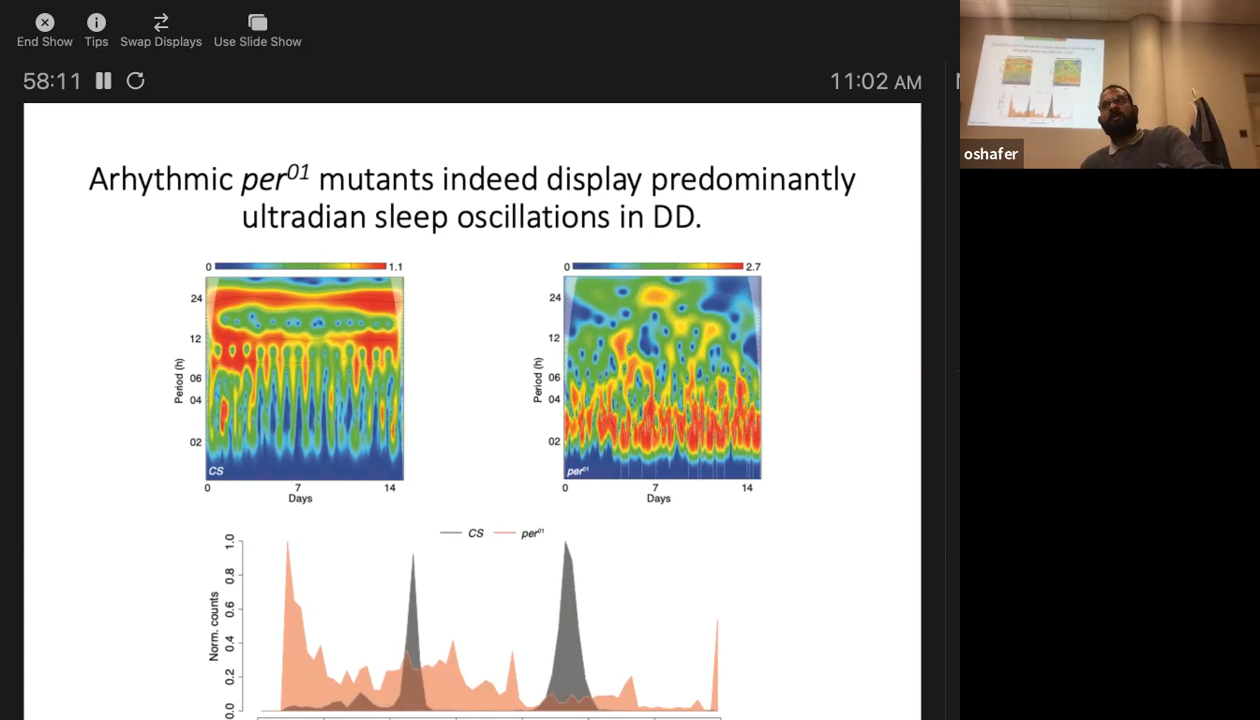 End Show Tips Swap Displays Use Slide Show
58:11 11:02 AM
oshafer
Arhythmic per01 mutants indeed display predominantly
ultradian sleep oscillations in DD.
0 1.1
24
12
06
04
02
Period (h)
CS
0 7 14
Days
0 2.7
24
12
06
04
02
Period (h)
per01
0 7 14
Days
CS per01
1.0
0.8
0.6
0.4
0.2
0.0
Norm. counts